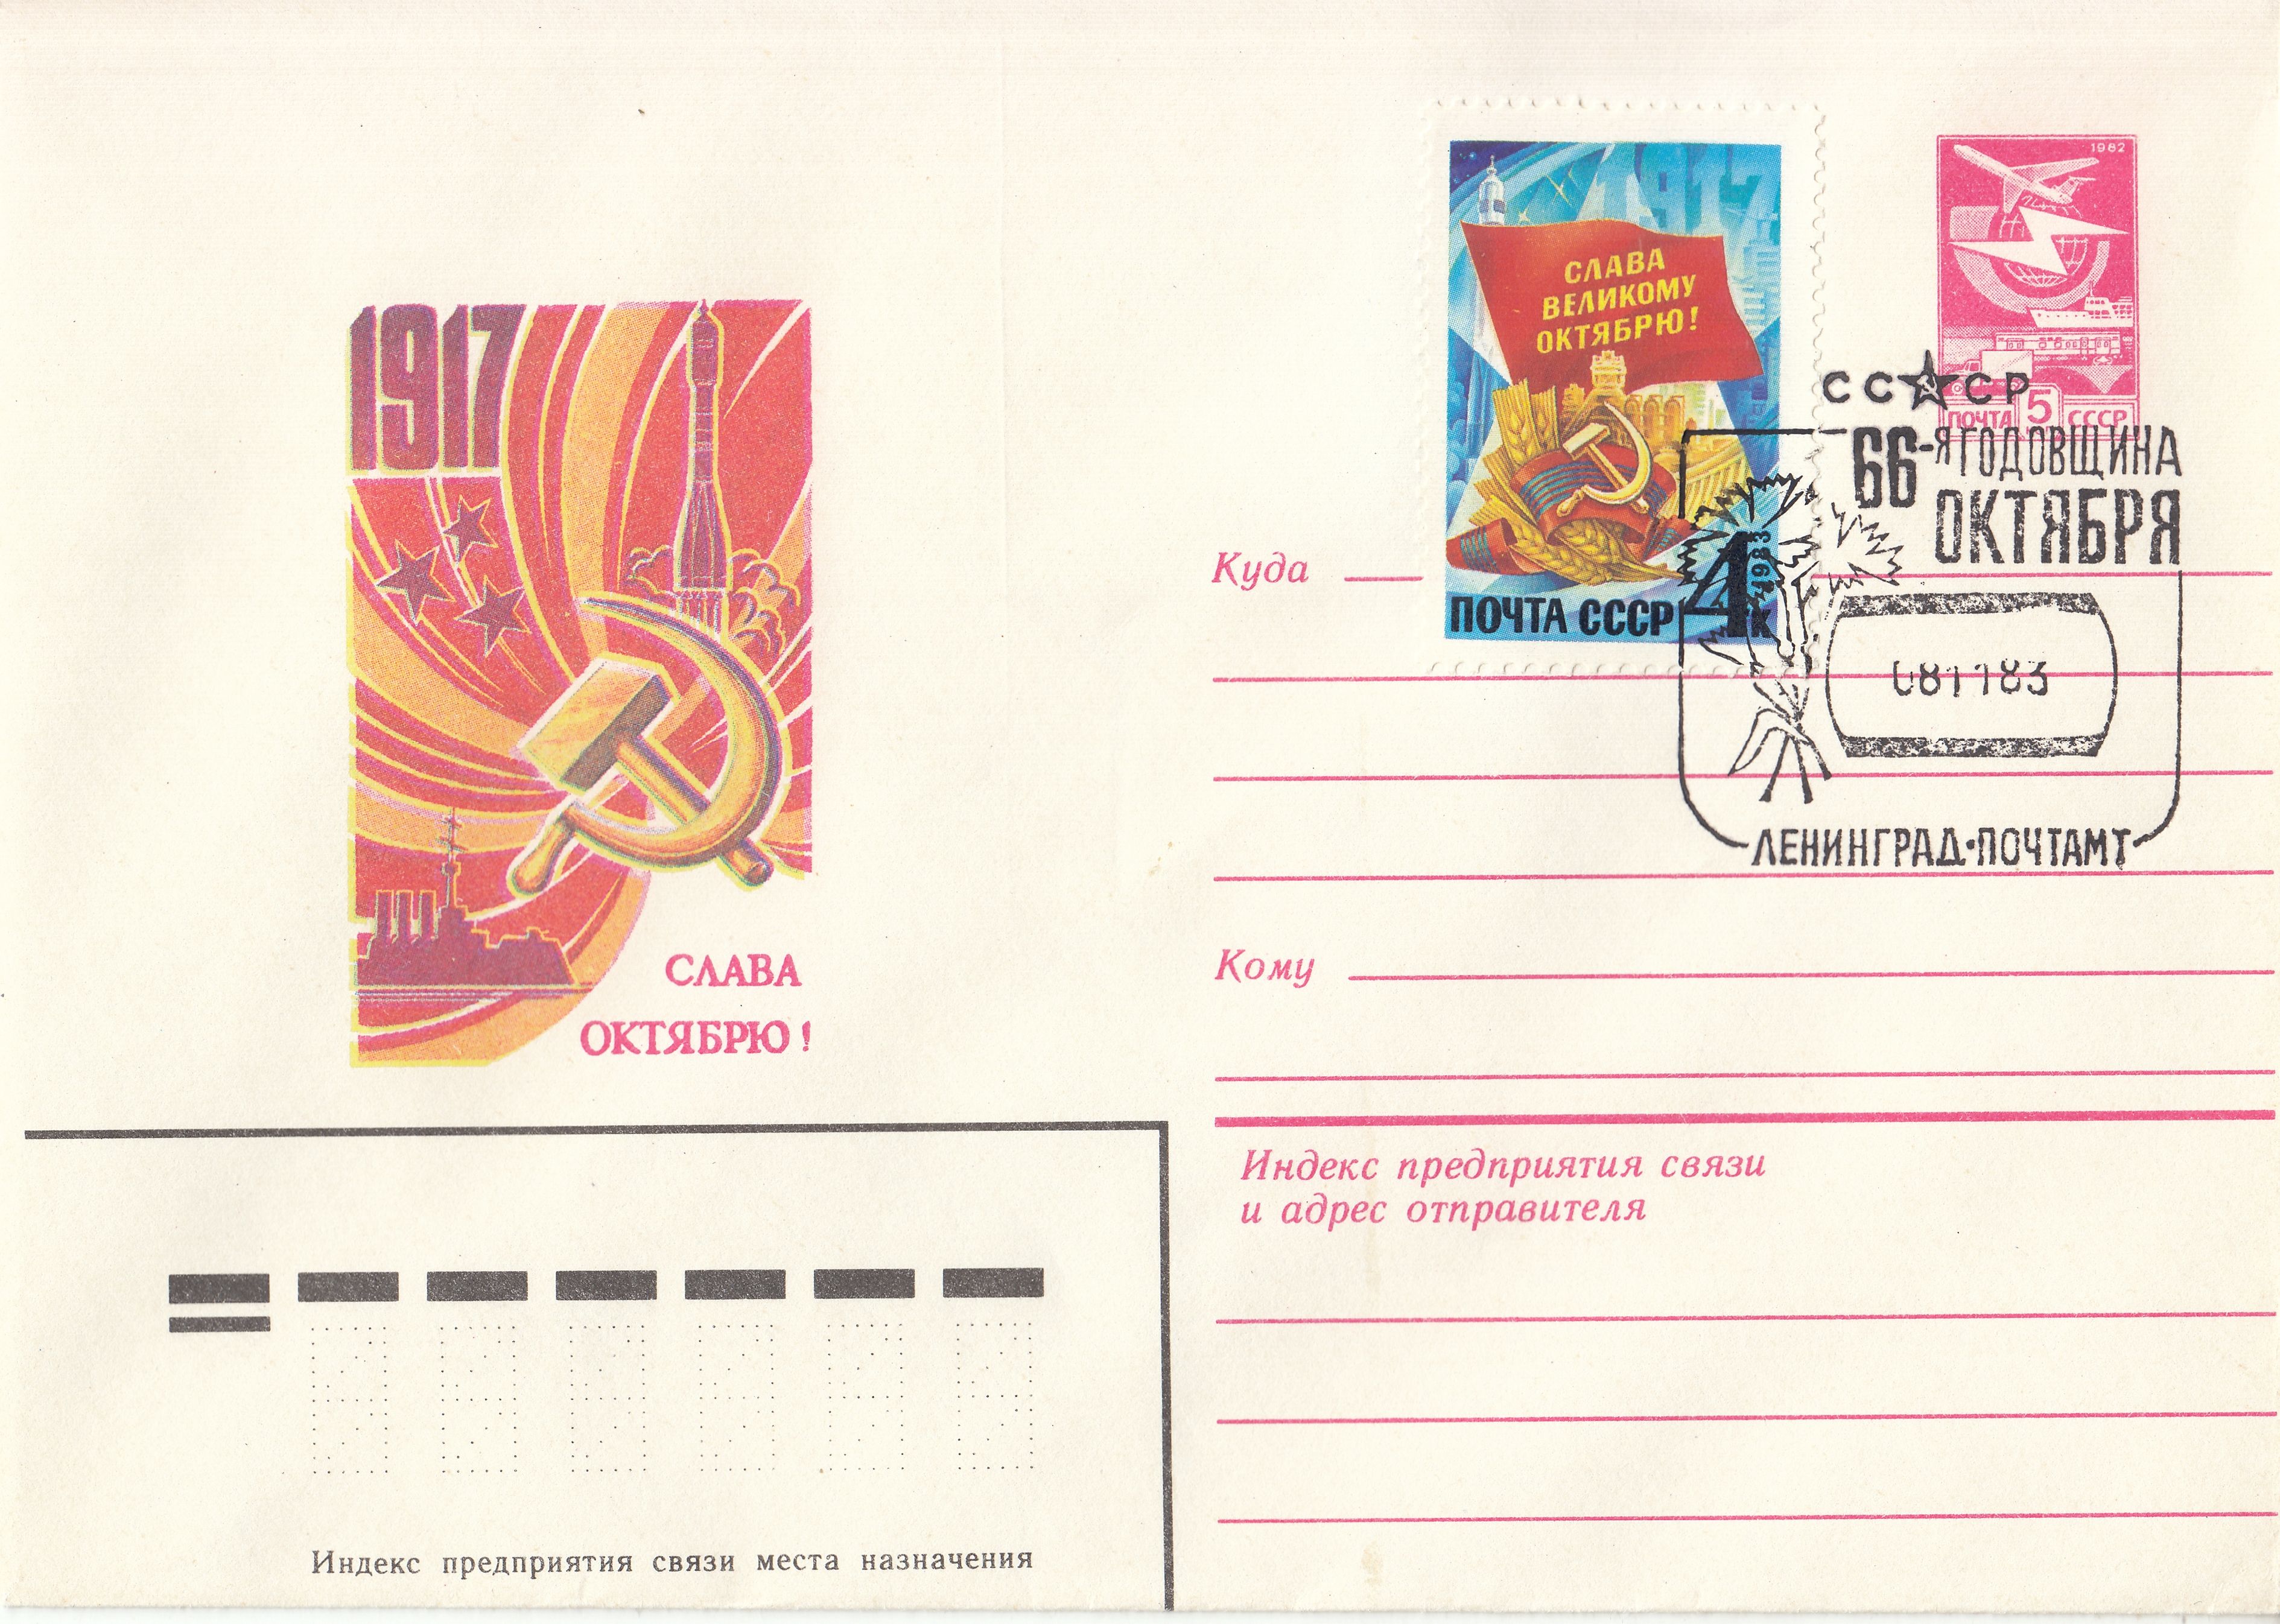 1917
СЛАВА
ОКТЯБРЮ!
1917
СЛАВА
ВЕЛИКОМУ
ОКТЯБРЮ!
1983
ПОЧТА СССР 4к
1982
ПОЧТА 5 СССР
СССР
66-Я ГОДОВЩИНА
ОКТЯБРЯ
081183
ЛЕНИНГРАД·ПОЧТАМТ
Куда
Кому
Индекс предприятия связи
и адрес отправителя
Индекс предприятия связи места назначения